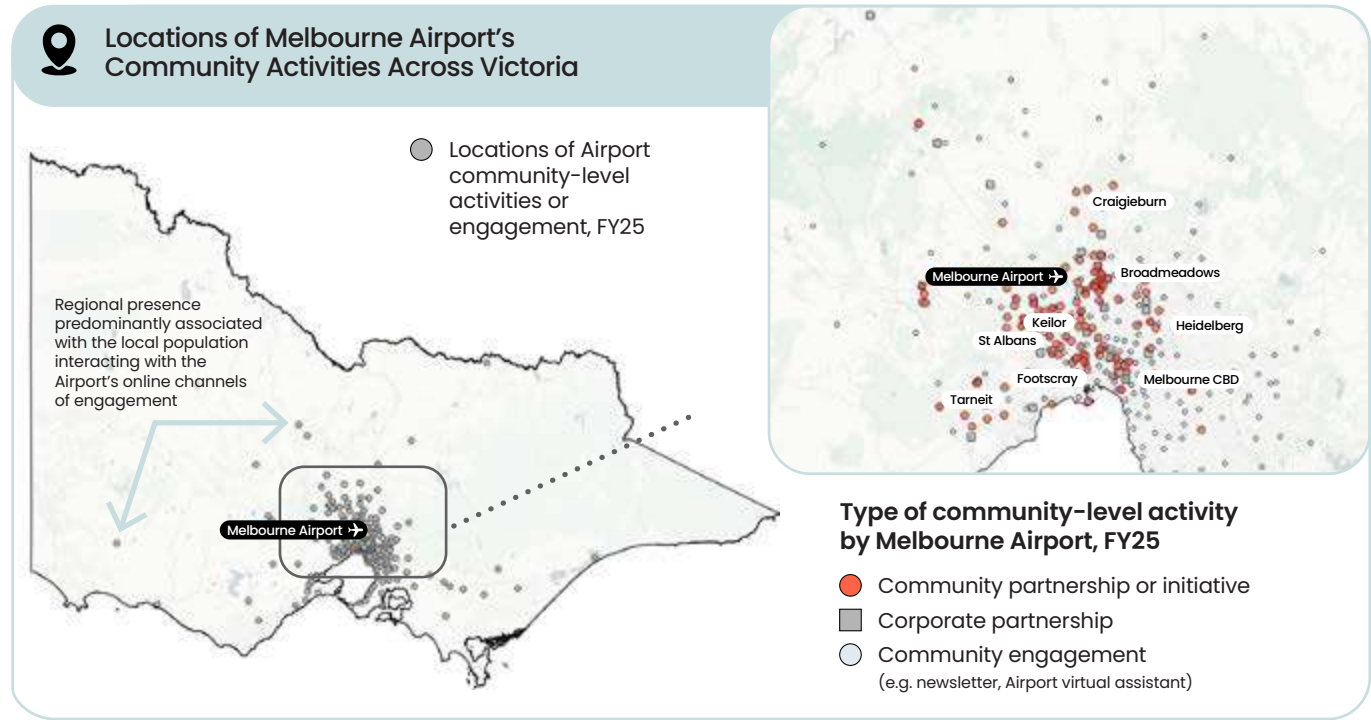 Locations of Melbourne Airport’s
Community Activities Across Victoria
Locations of Airport
community-level
activities or
engagement, FY25
Regional presence
predominantly associated
with the local population
interacting with the
Airport’s online channels
of engagement
Melbourne Airport
Craigieburn
Melbourne Airport
Broadmeadows
Keilor
Heidelberg
St Albans
Footscray
Melbourne CBD
Tarneit
Type of community-level activity
by Melbourne Airport, FY25
Community partnership or initiative
Corporate partnership
Community engagement
(e.g. newsletter, Airport virtual assistant)